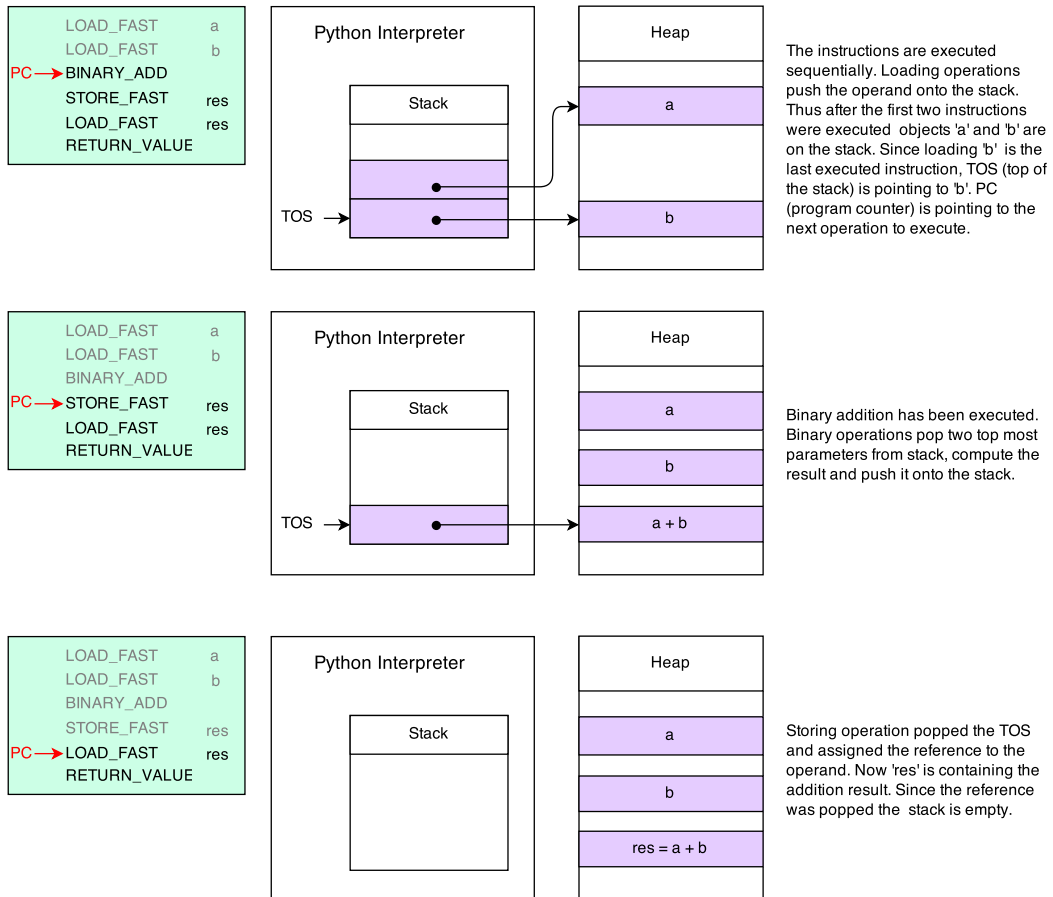 LOAD_FAST a
LOAD_FAST b
PC BINARY_ADD
STORE_FAST res
LOAD_FAST res
RETURN_VALUE
Python Interpreter
Stack
TOS
Heap
a
b
The instructions are executed
sequentially. Loading operations
push the operand onto the stack.
Thus after the first two instructions
were executed objects 'a' and 'b' are
on the stack. Since loading 'b' is the
last executed instruction, TOS (top of
the stack) is pointing to 'b'. PC
(program counter) is pointing to the
next operation to execute.
LOAD_FAST a
LOAD_FAST b
BINARY_ADD
PC STORE_FAST res
LOAD_FAST res
RETURN_VALUE
Python Interpreter
Stack
TOS
Heap
a
b
a + b
Binary addition has been executed.
Binary operations pop two top most
parameters from stack, compute the
result and push it onto the stack.
LOAD_FAST a
LOAD_FAST b
BINARY_ADD
STORE_FAST res
PC LOAD_FAST res
RETURN_VALUE
Python Interpreter
Stack
Heap
a
b
res = a + b
Storing operation popped the TOS
and assigned the reference to the
operand. Now 'res' is containing the
addition result. Since the reference
was popped the stack is empty.